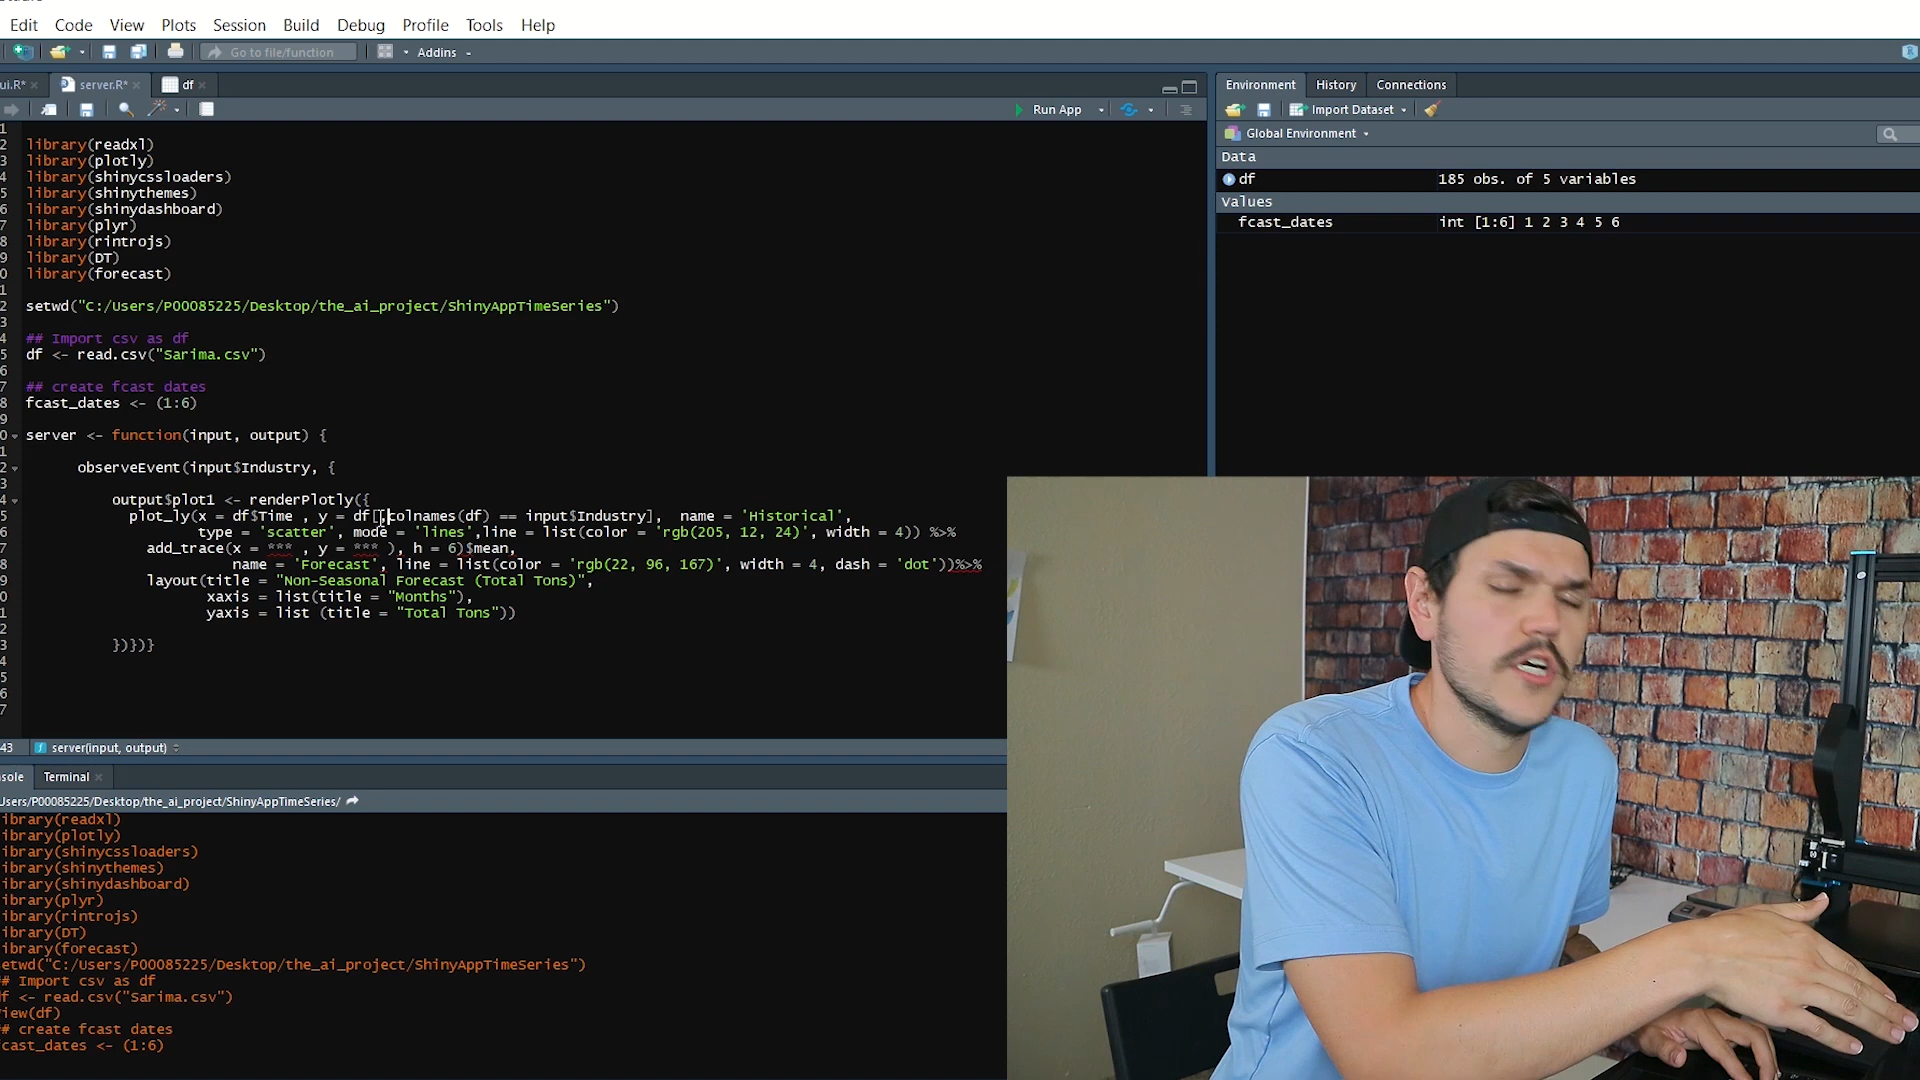 Edit Code View Plots Session Build Debug Profile Tools Help
Go to file/function Addins
ui.R* server.R* df
Run App
1
2 library(readxl)
3 library(plotly)
4 library(shinycssloaders)
5 library(shinythemes)
6 library(shinydashboard)
7 library(plyr)
8 library(rintrojs)
9 library(DT)
0 library(forecast)
1
2 setwd("C:/Users/P00085225/Desktop/the_ai_project/ShinyAppTimeSeries")
3
4 ## Import csv as df
5 df <- read.csv("Sarima.csv")
6
7 ## create fcast dates
8 fcast_dates <- (1:6)
9
0 server <- function(input, output) {
1
2 observeEvent(input$Industry, {
3
4 output$plot1 <- renderPlotly({
5 plot_ly(x = df$Time , y = df[,colnames(df) == input$Industry], name = 'Historical',
6 type = 'scatter', mode = 'lines',line = list(color = 'rgb(205, 12, 24)', width = 4)) %>%
7 add_trace(x = *** , y = *** ), h = 6)$mean,
8 name = 'Forecast', line = list(color = 'rgb(22, 96, 167)', width = 4, dash = 'dot'))%>%
9 layout(title = "Non-Seasonal Forecast (Total Tons)",
0 xaxis = list(title = "Months"),
1 yaxis = list (title = "Total Tons"))
2
3 })})}
4
5
6
7
43 server(input, output)
nsole Terminal
Users/P00085225/Desktop/the_ai_project/ShinyAppTimeSeries/
ibrary(readxl)
ibrary(plotly)
ibrary(shinycssloaders)
ibrary(shinythemes)
ibrary(shinydashboard)
ibrary(plyr)
ibrary(rintrojs)
ibrary(DT)
ibrary(forecast)
etwd("C:/Users/P00085225/Desktop/the_ai_project/ShinyAppTimeSeries")
# Import csv as df
f <- read.csv("Sarima.csv")
iew(df)
# create fcast dates
cast_dates <- (1:6)
Environment History Connections
Import Dataset
Global Environment
Data
df 185 obs. of 5 variables
Values
fcast_dates int [1:6] 1 2 3 4 5 6